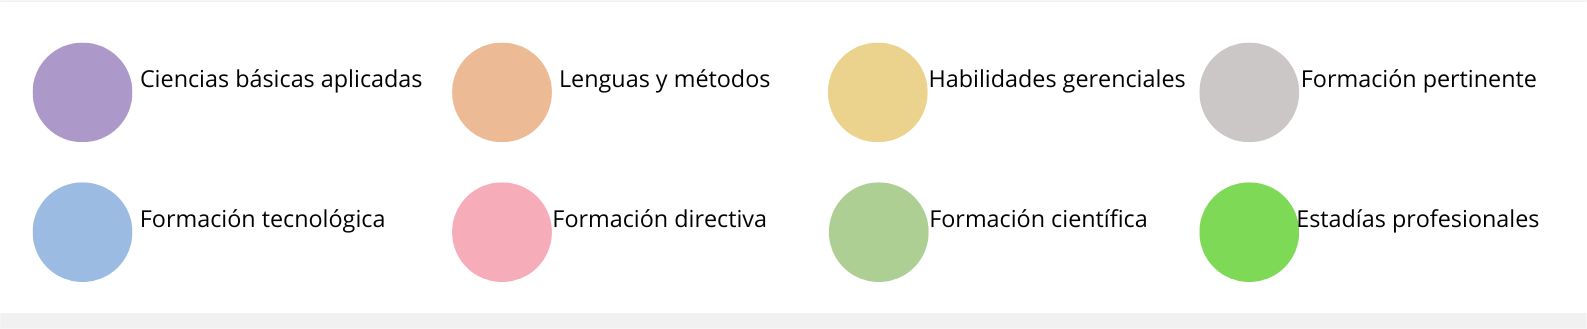 Ciencias básicas aplicadas
Lenguas y métodos
Habilidades gerenciales
Formación pertinente
Formación tecnológica
Formación directiva
Formación científica
Estadías profesionales